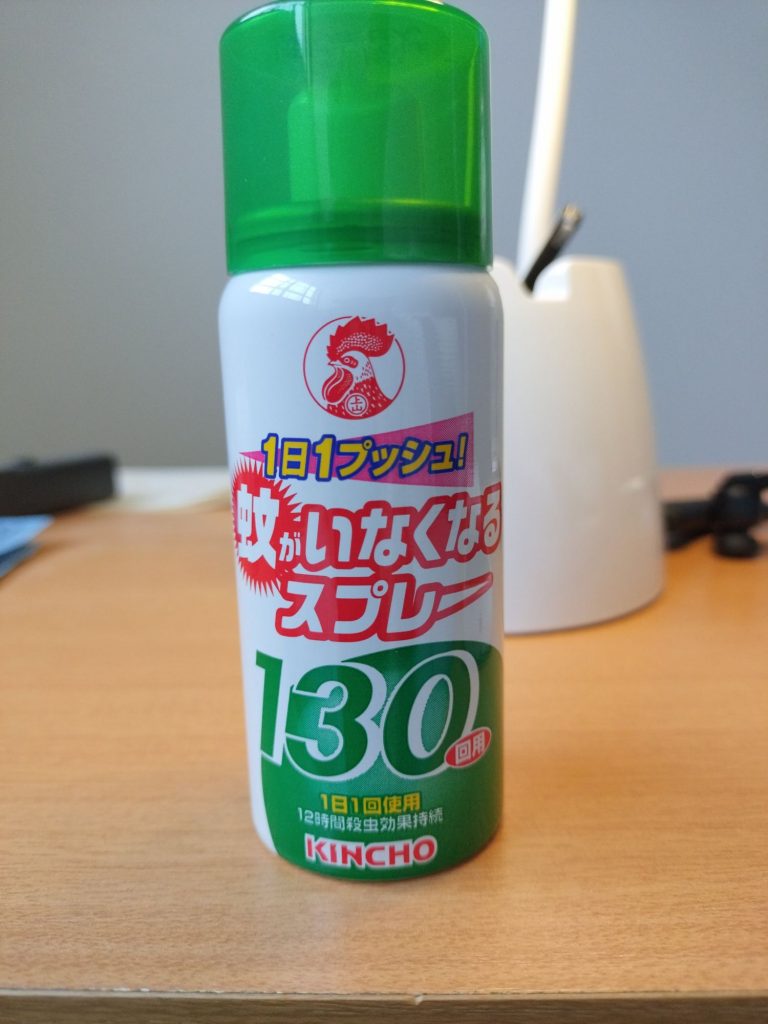 1日1プッシュ!
蚊がいなくなる
スプレー
130回用
1日1回使用
12時間殺虫効果持続
KINCHO